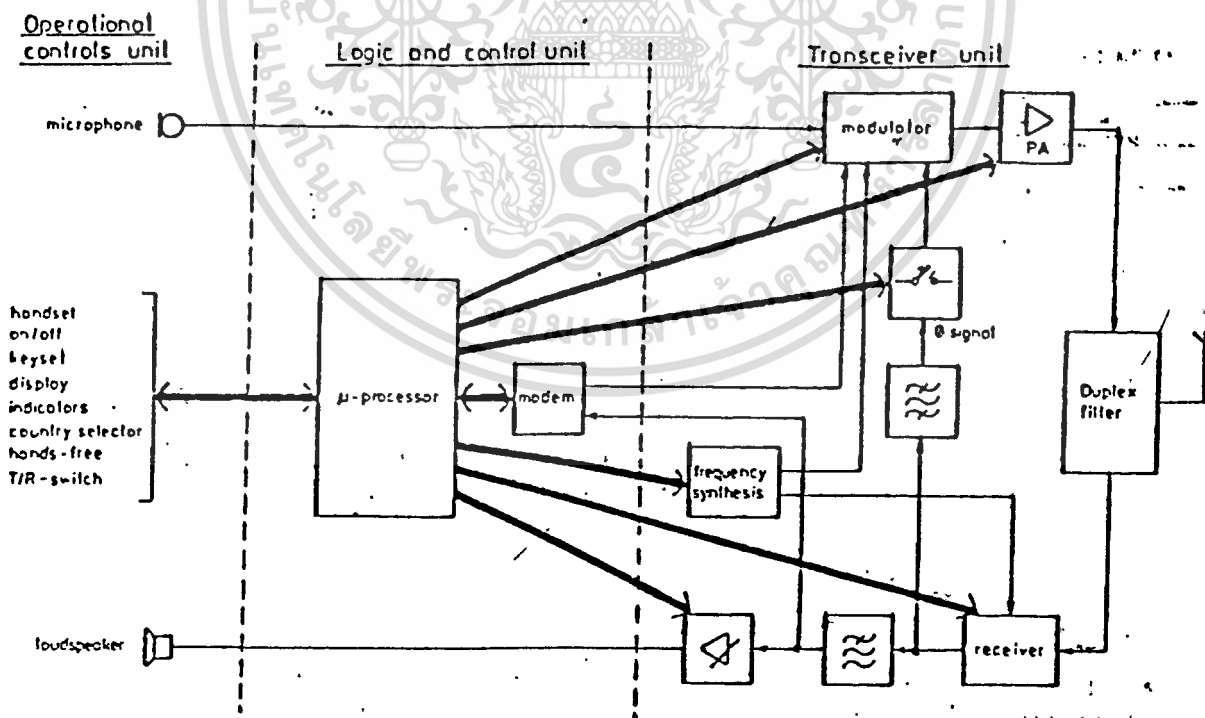 Operational
controls unit
Logic and control unit
Transceiver unit
microphone
modulator
PA
handset
on/off
keyset
display
indicators
country selector
hands-free
T/R-switch
μ-processor
modem
Ø signal
Duplex
filter
frequency
synthesis
loudspeaker
receiver